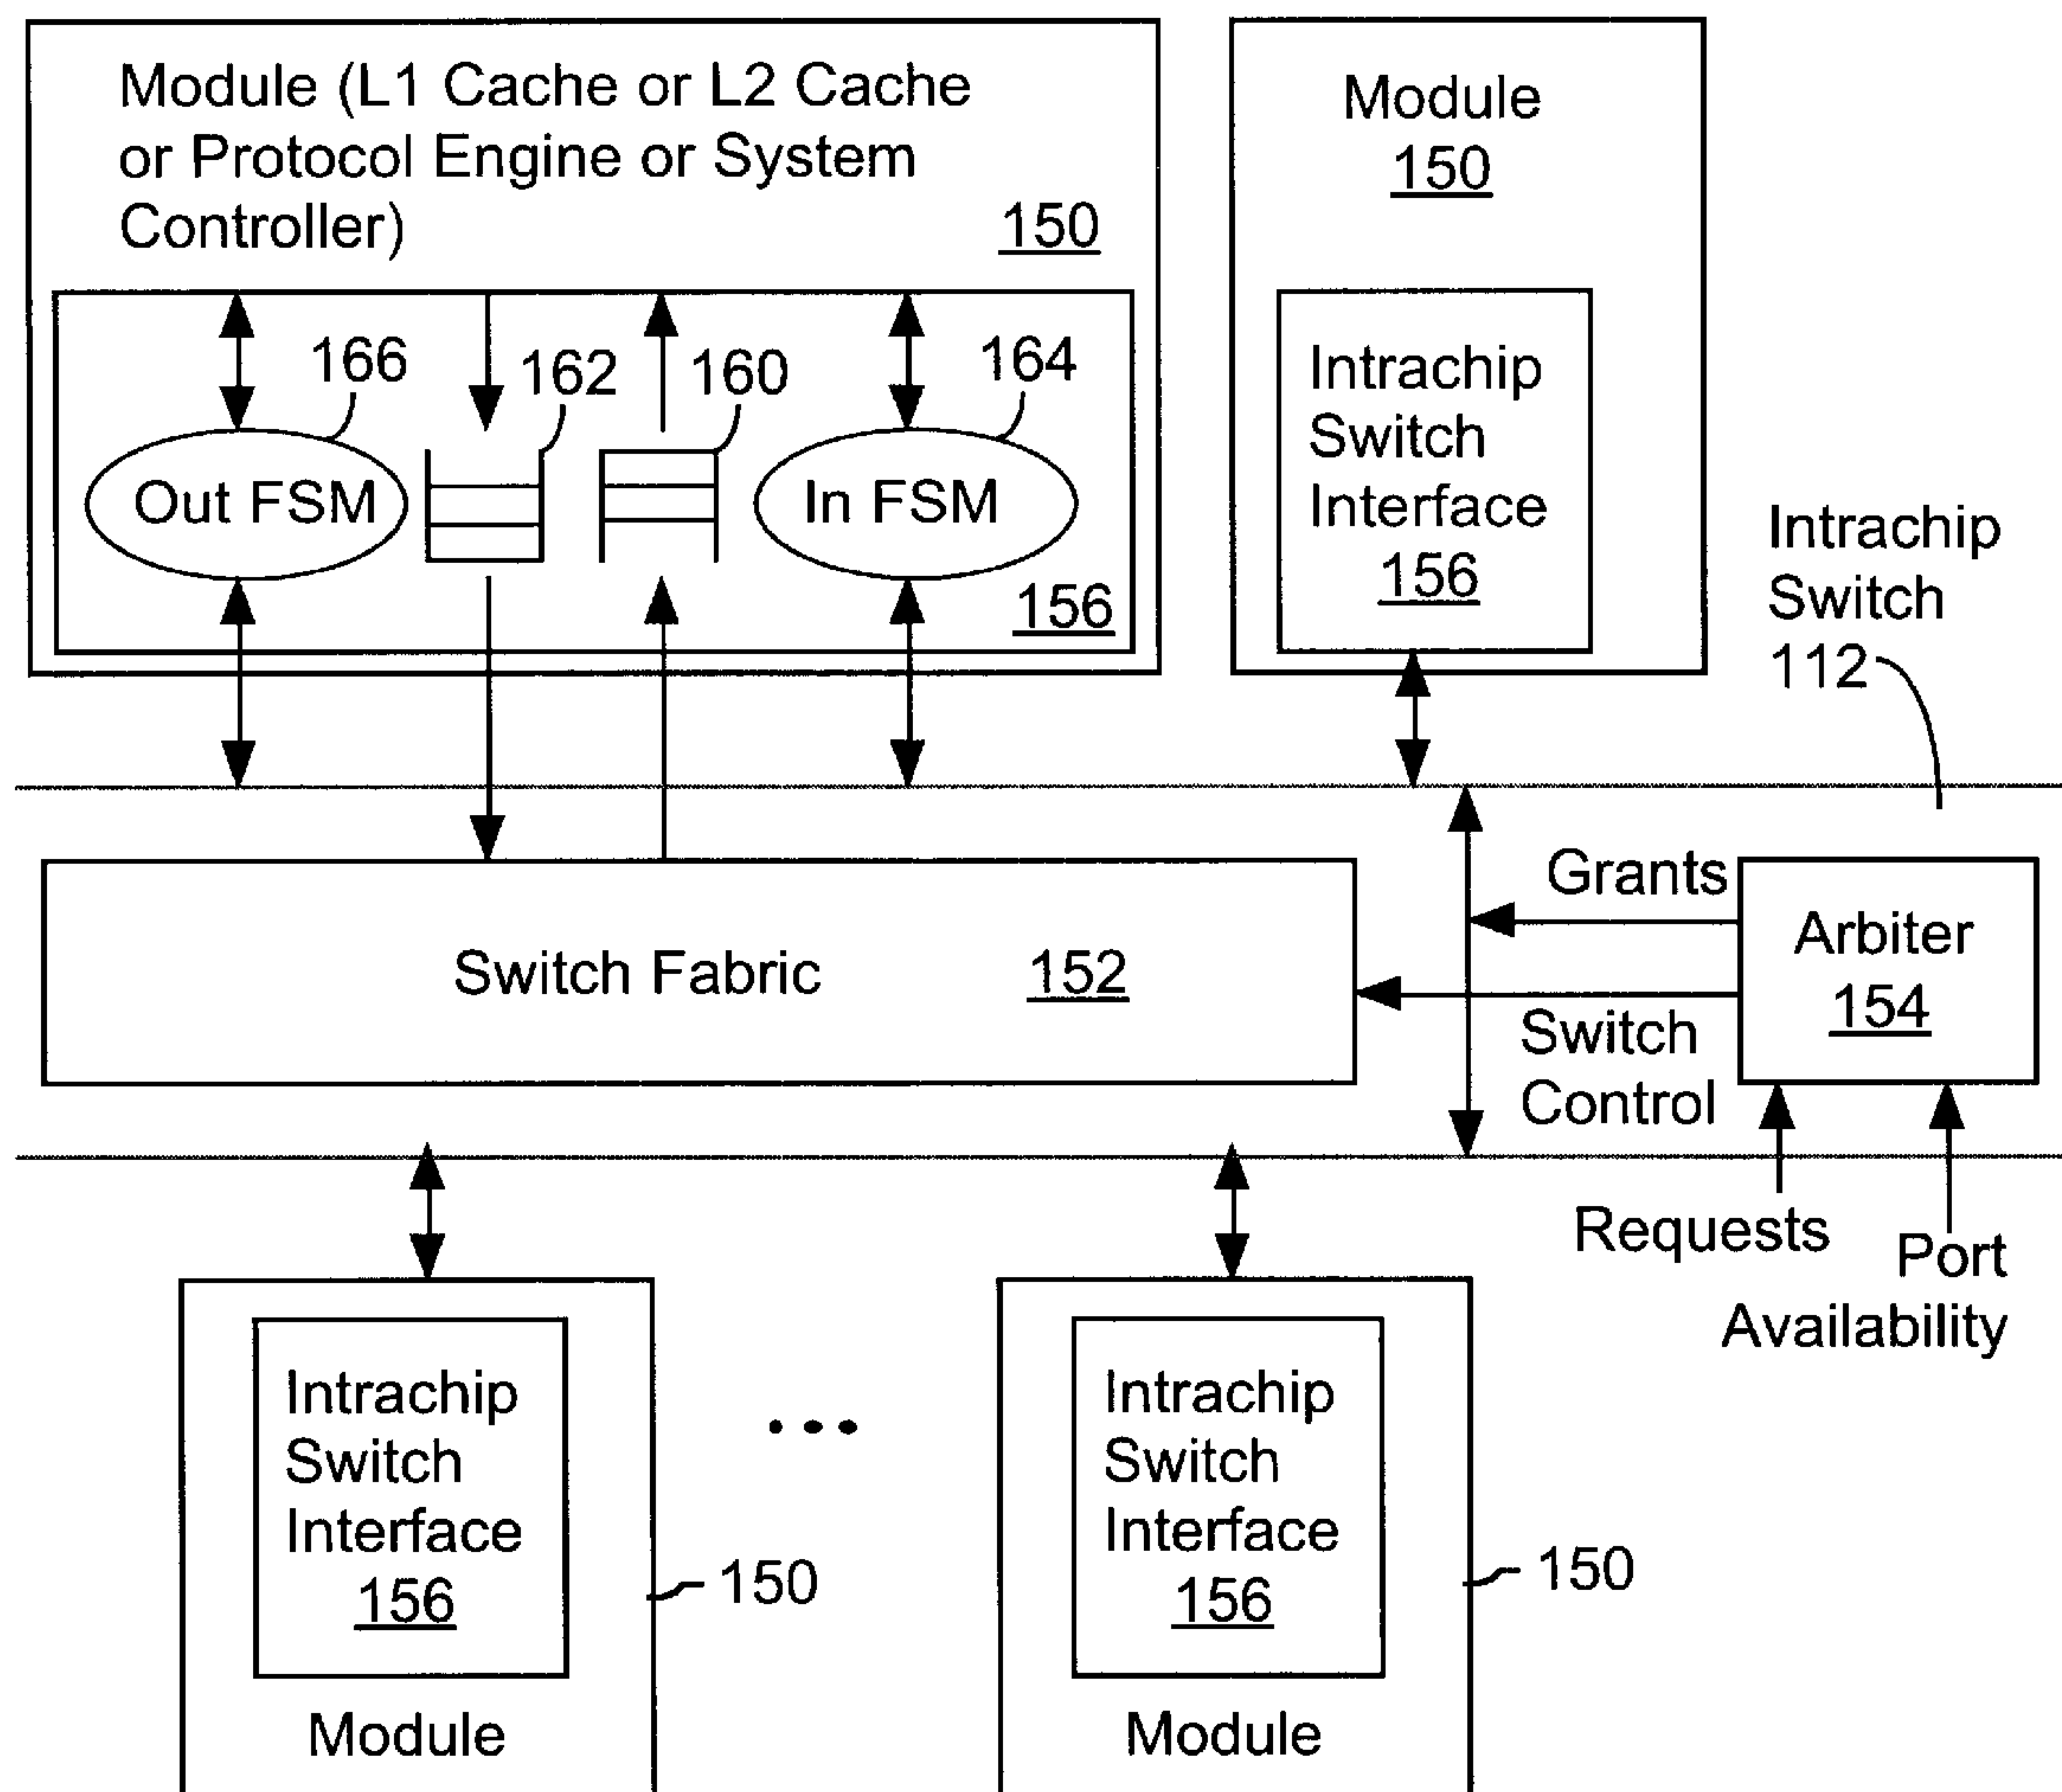 Module (L1 Cache or L2 Cache
or Protocol Engine or System
Controller)
150
166
162
160
164
Out FSM
In FSM
156
Module
150
Intrachip
Switch
Interface
156
Intrachip
Switch
112
Switch Fabric 152
Grants
Switch
Control
Arbiter
154
Requests
Port
Availability
Intrachip
Switch
Interface
156
Module
150
...
Intrachip
Switch
Interface
156
Module
150